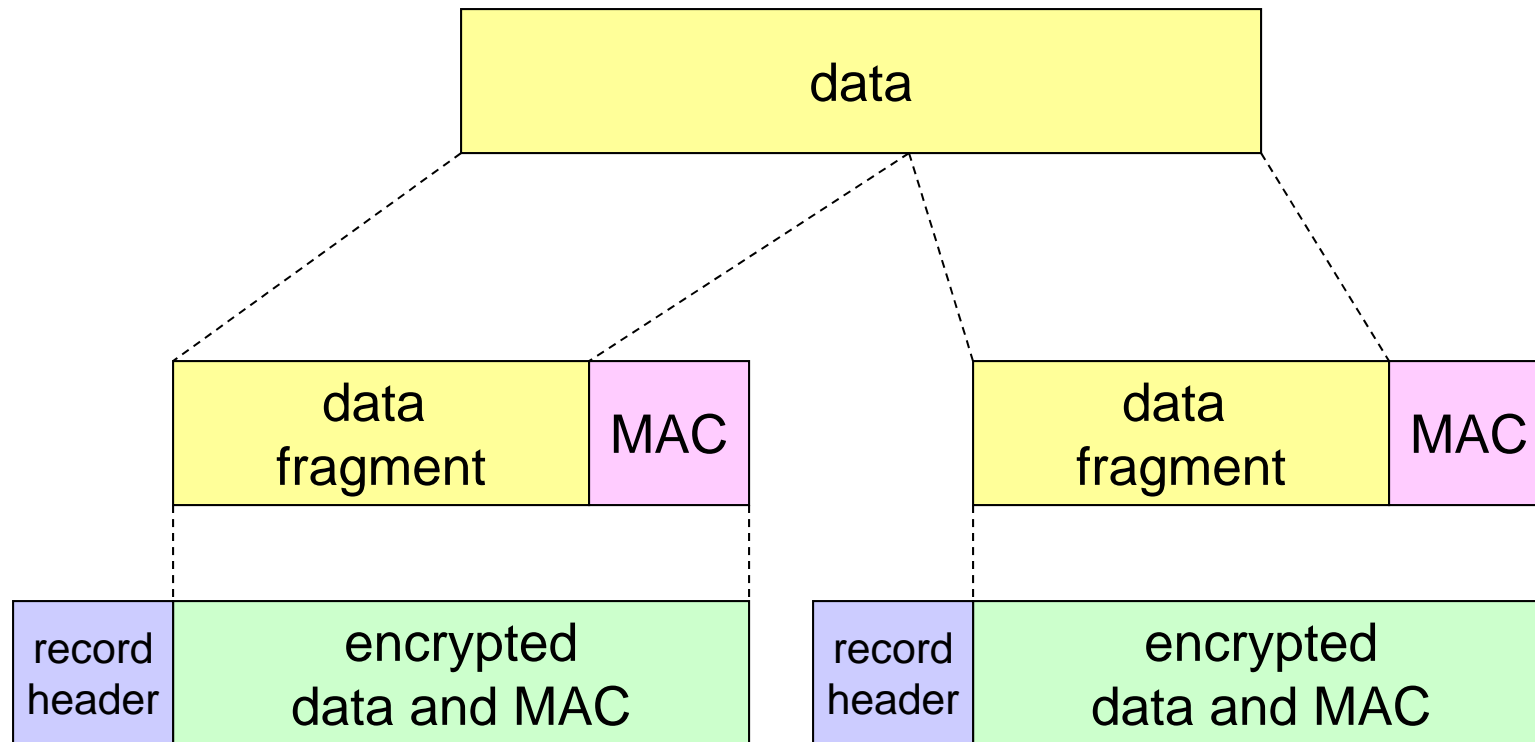 data
data
fragment
MAC
data
fragment
MAC
record
header
encrypted
data and MAC
record
header
encrypted
data and MAC